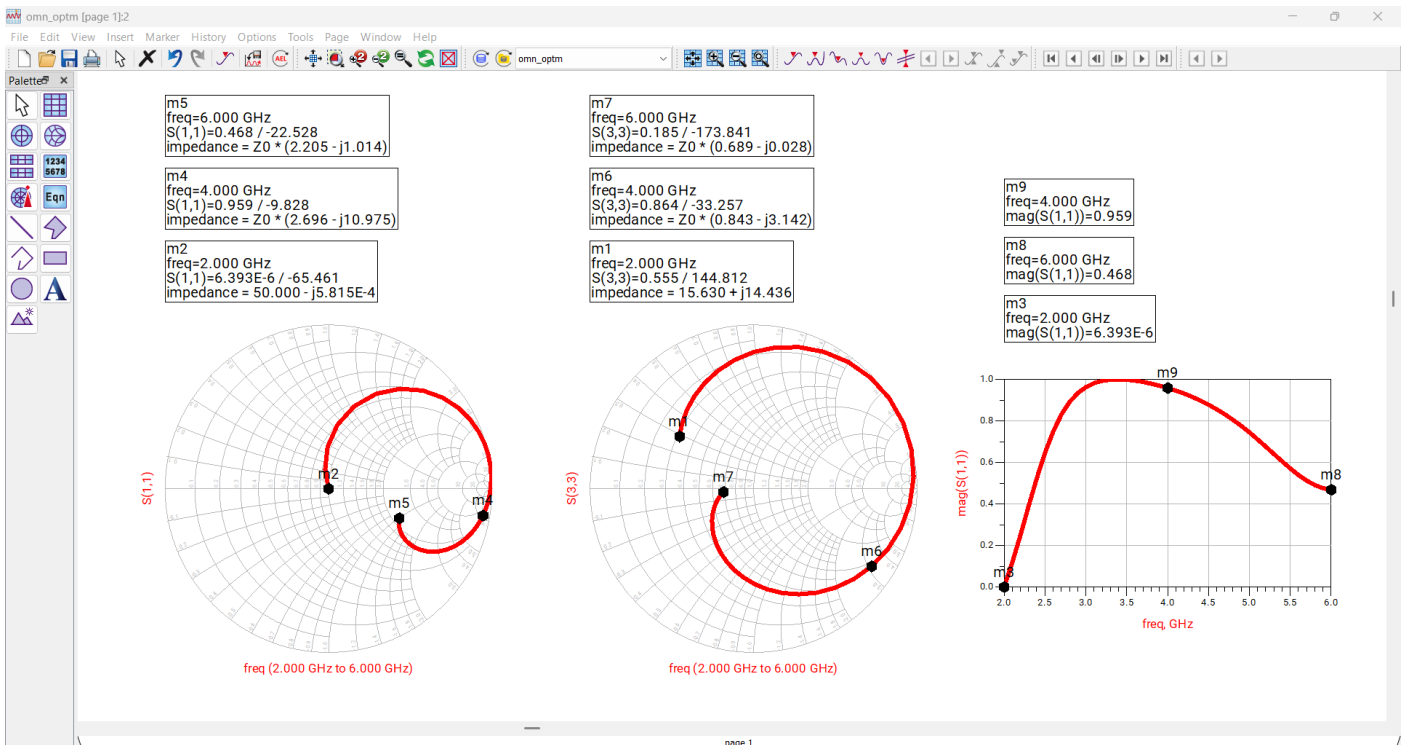 omn_optm [page 1]:2
File Edit View Insert Marker History Options Tools Page Window Help
AEL
omn_optm
Palette
1234
5678
Eqn
A
m5
freq=6.000 GHz
S(1,1)=0.468 / -22.528
impedance = Z0 * (2.205 - j1.014)
m4
freq=4.000 GHz
S(1,1)=0.959 / -9.828
impedance = Z0 * (2.696 - j10.975)
m2
freq=2.000 GHz
S(1,1)=6.393E-6 / -65.461
impedance = 50.000 - j5.815E-4
m7
freq=6.000 GHz
S(3,3)=0.185 / -173.841
impedance = Z0 * (0.689 - j0.028)
m6
freq=4.000 GHz
S(3,3)=0.864 / -33.257
impedance = Z0 * (0.843 - j3.142)
m1
freq=2.000 GHz
S(3,3)=0.555 / 144.812
impedance = 15.630 + j14.436
m9
freq=4.000 GHz
mag(S(1,1))=0.959
m8
freq=6.000 GHz
mag(S(1,1))=0.468
m3
freq=2.000 GHz
mag(S(1,1))=6.393E-6
S(1,1)
m2
m5
m4
freq (2.000 GHz to 6.000 GHz)
S(3,3)
m1
m7
m6
freq (2.000 GHz to 6.000 GHz)
mag(S(1,1))
m9
m8
m3
1.0
0.8
0.6
0.4
0.2
0.0
2.0 2.5 3.0 3.5 4.0 4.5 5.0 5.5 6.0
freq, GHz
page 1